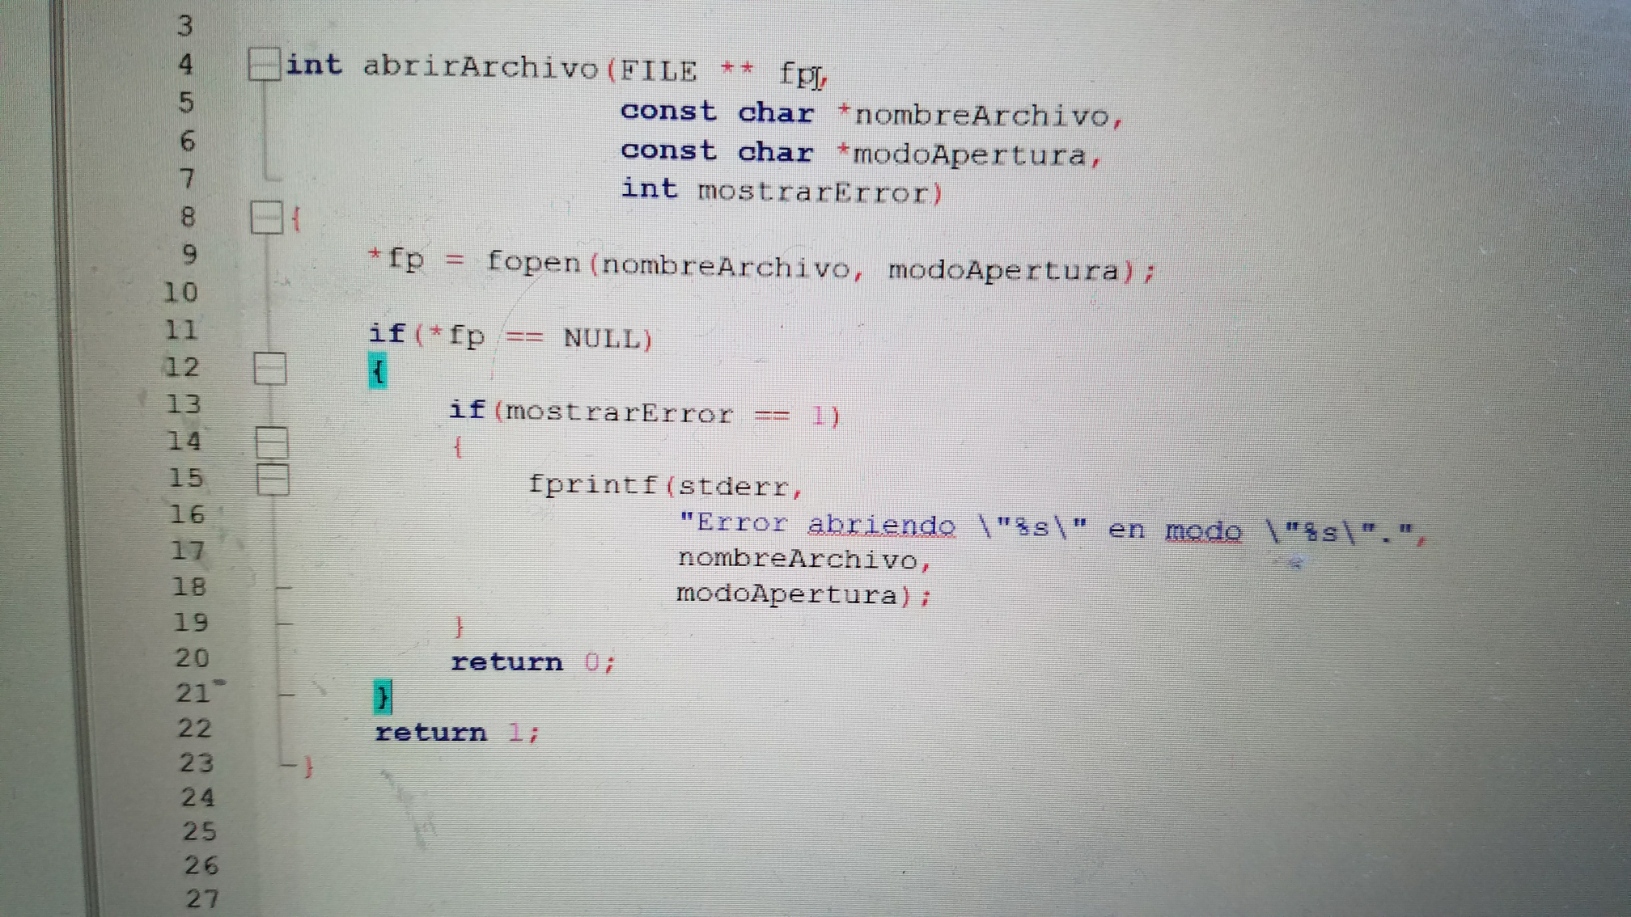 3
4 int abrirArchivo(FILE ** fp,
5 const char *nombreArchivo,
6 const char *modoApertura,
7 int mostrarError)
8 {
9 *fp = fopen(nombreArchivo, modoApertura);
10
11 if(*fp == NULL)
12 {
13 if(mostrarError == 1)
14 {
15 fprintf(stderr,
16 "Error abriendo \"%s\" en modo \"%s\".",
17 nombreArchivo,
18 modoApertura);
19 }
20 return 0;
21 }
22 return 1;
23 }
24
25
26
27